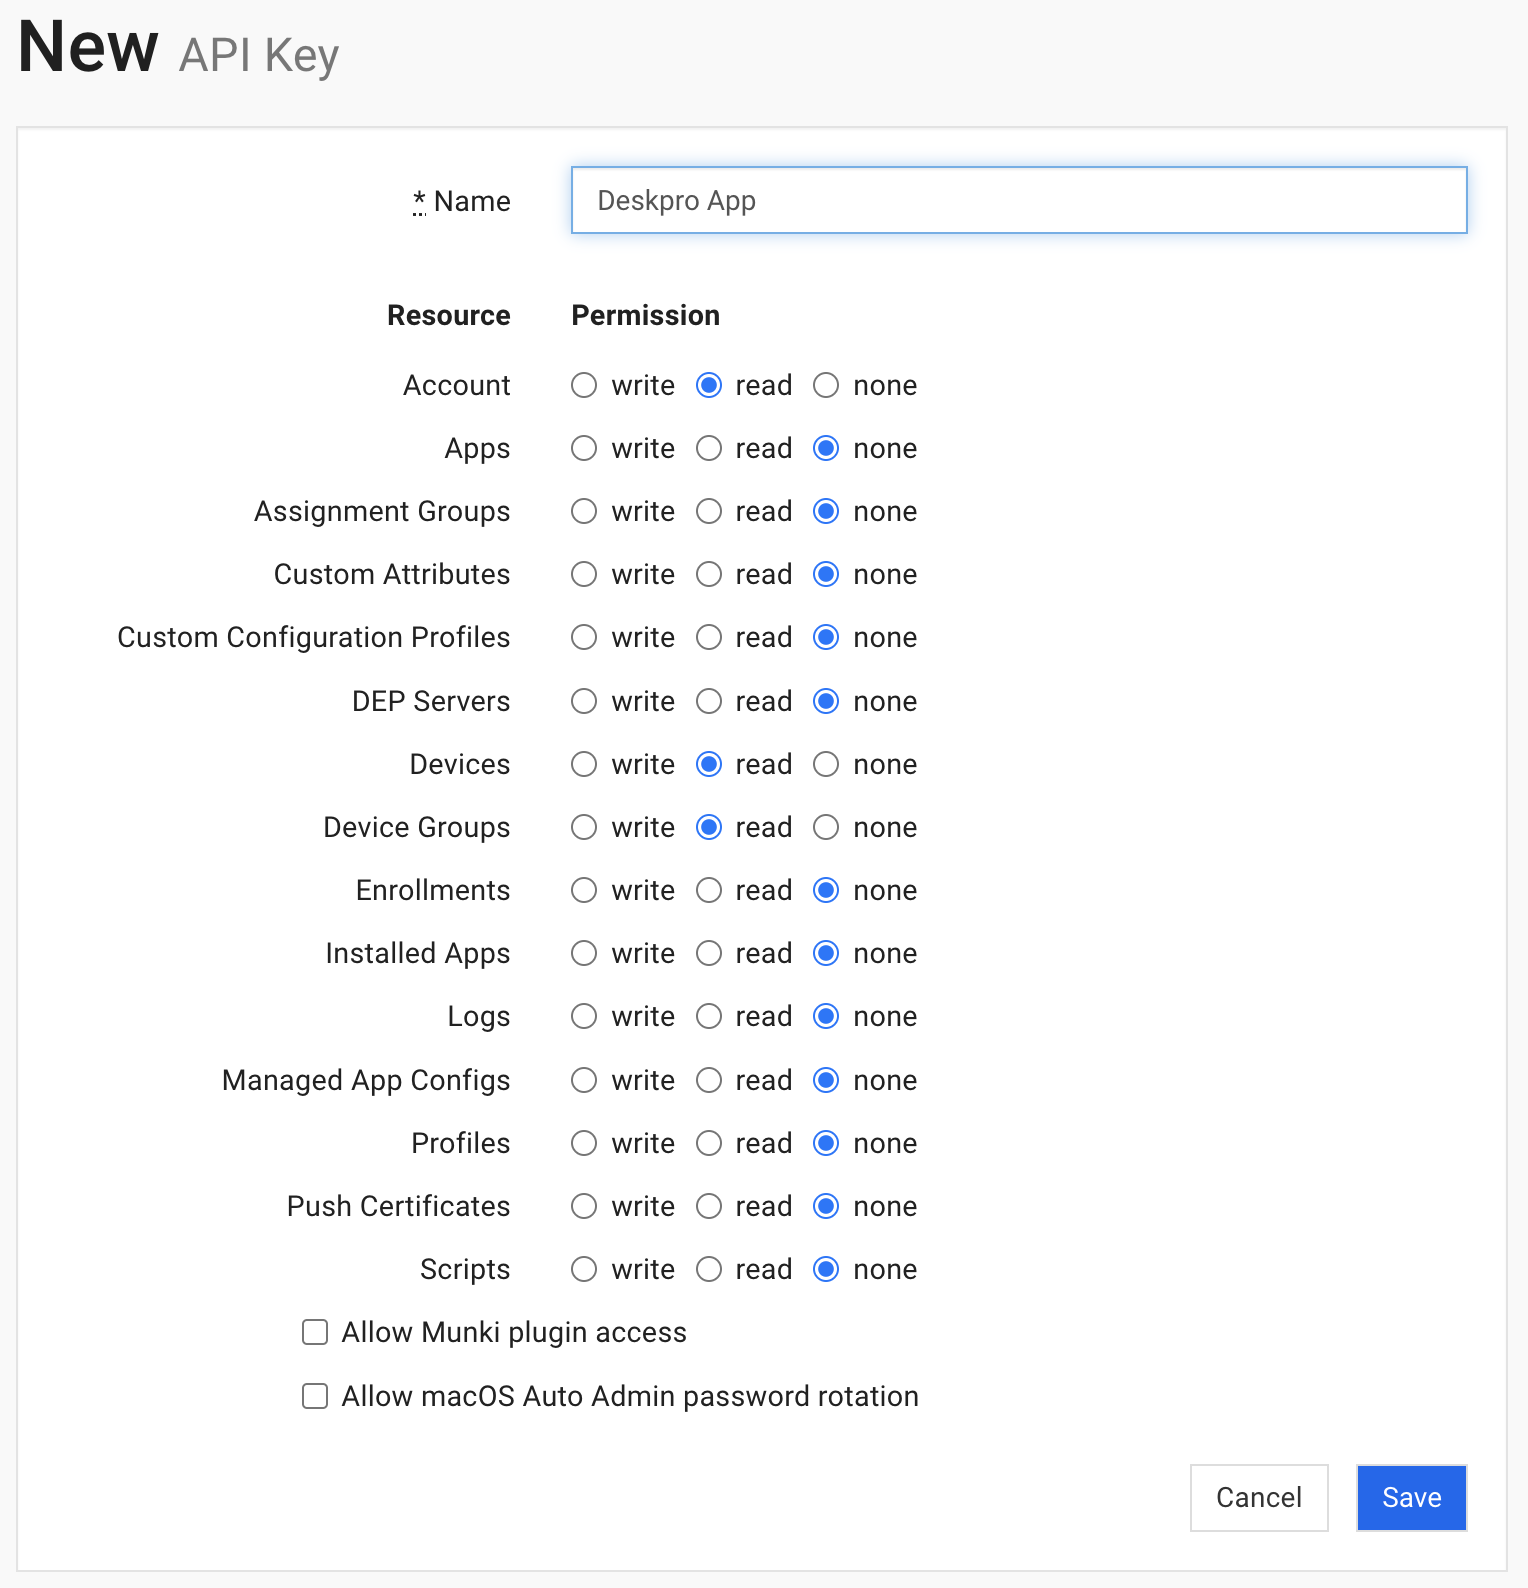 New API Key
* Name Deskpro App
Resource Permission
Account write read none
Apps write read none
Assignment Groups write read none
Custom Attributes write read none
Custom Configuration Profiles write read none
DEP Servers write read none
Devices write read none
Device Groups write read none
Enrollments write read none
Installed Apps write read none
Logs write read none
Managed App Configs write read none
Profiles write read none
Push Certificates write read none
Scripts write read none
Allow Munki plugin access
Allow macOS Auto Admin password rotation
Cancel Save